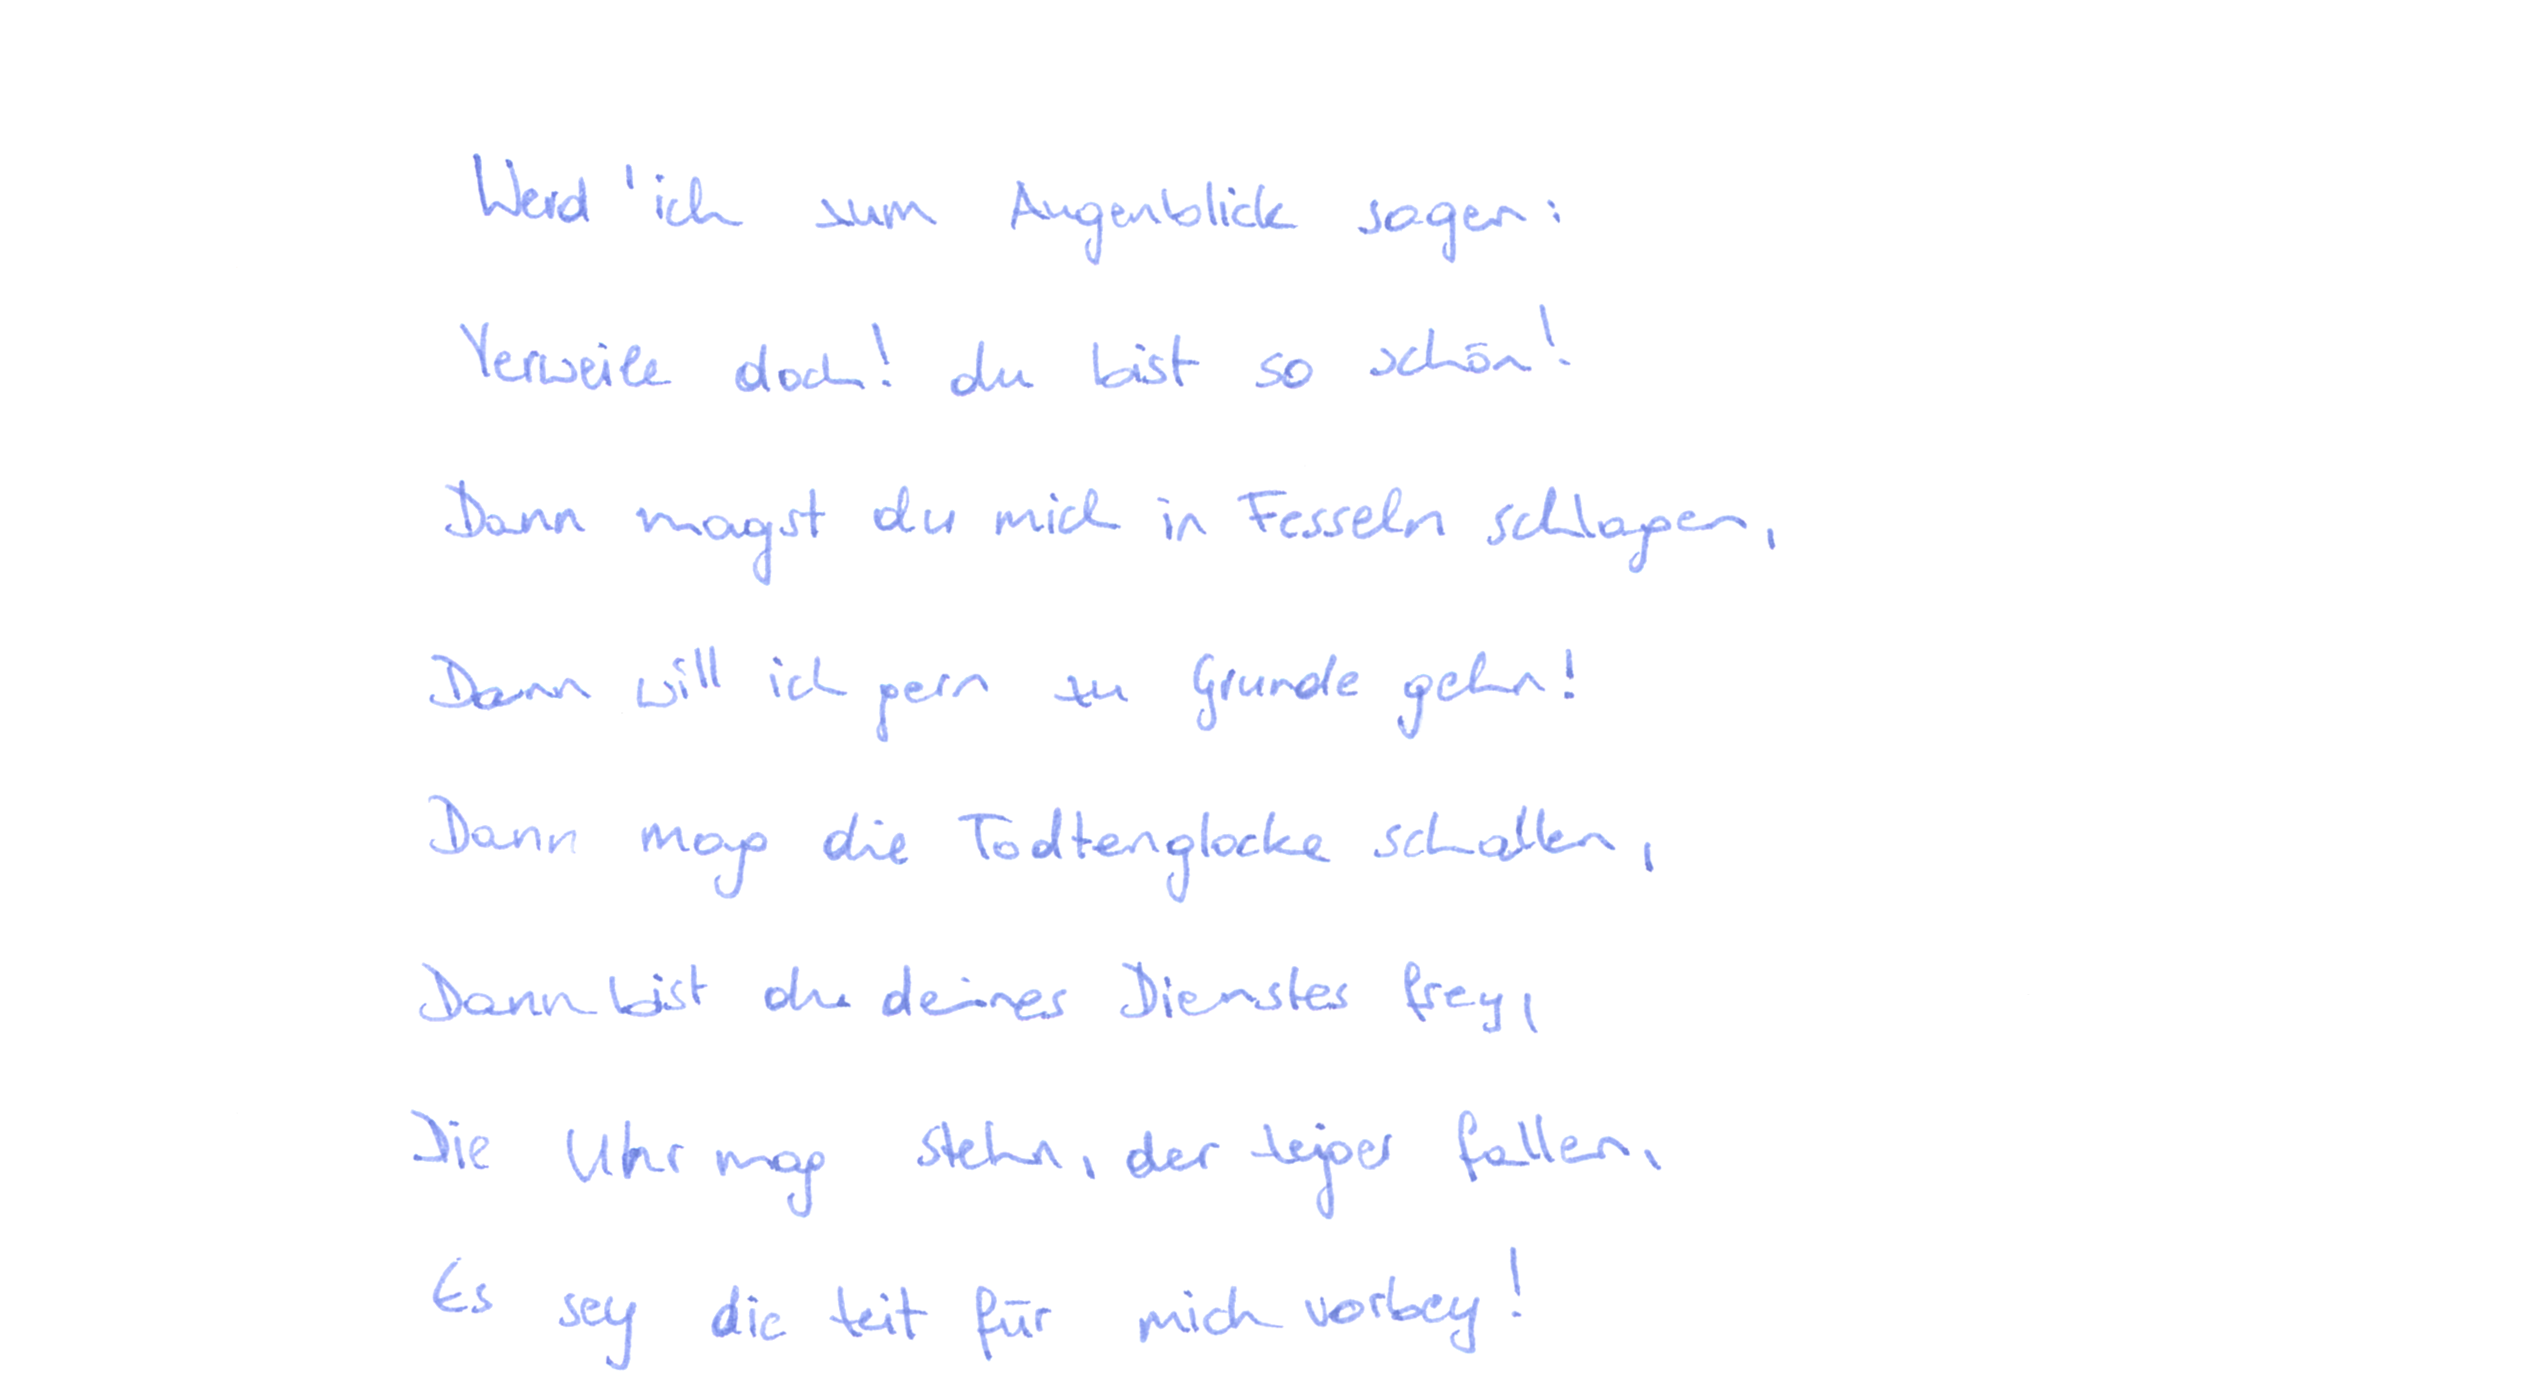 Werd' ich zum Augenblick sagen:
Verweile doch! du bist so schön!
Dann magst du mich in Fesseln schlagen,
Dann will ich gern zu Grunde gehn!
Dann mag die Todtenglocke schallen,
Dann bist du deines Dienstes frey,
Die Uhr mag stehn, der Zeiger fallen,
Es sey die Zeit für mich vorbey!